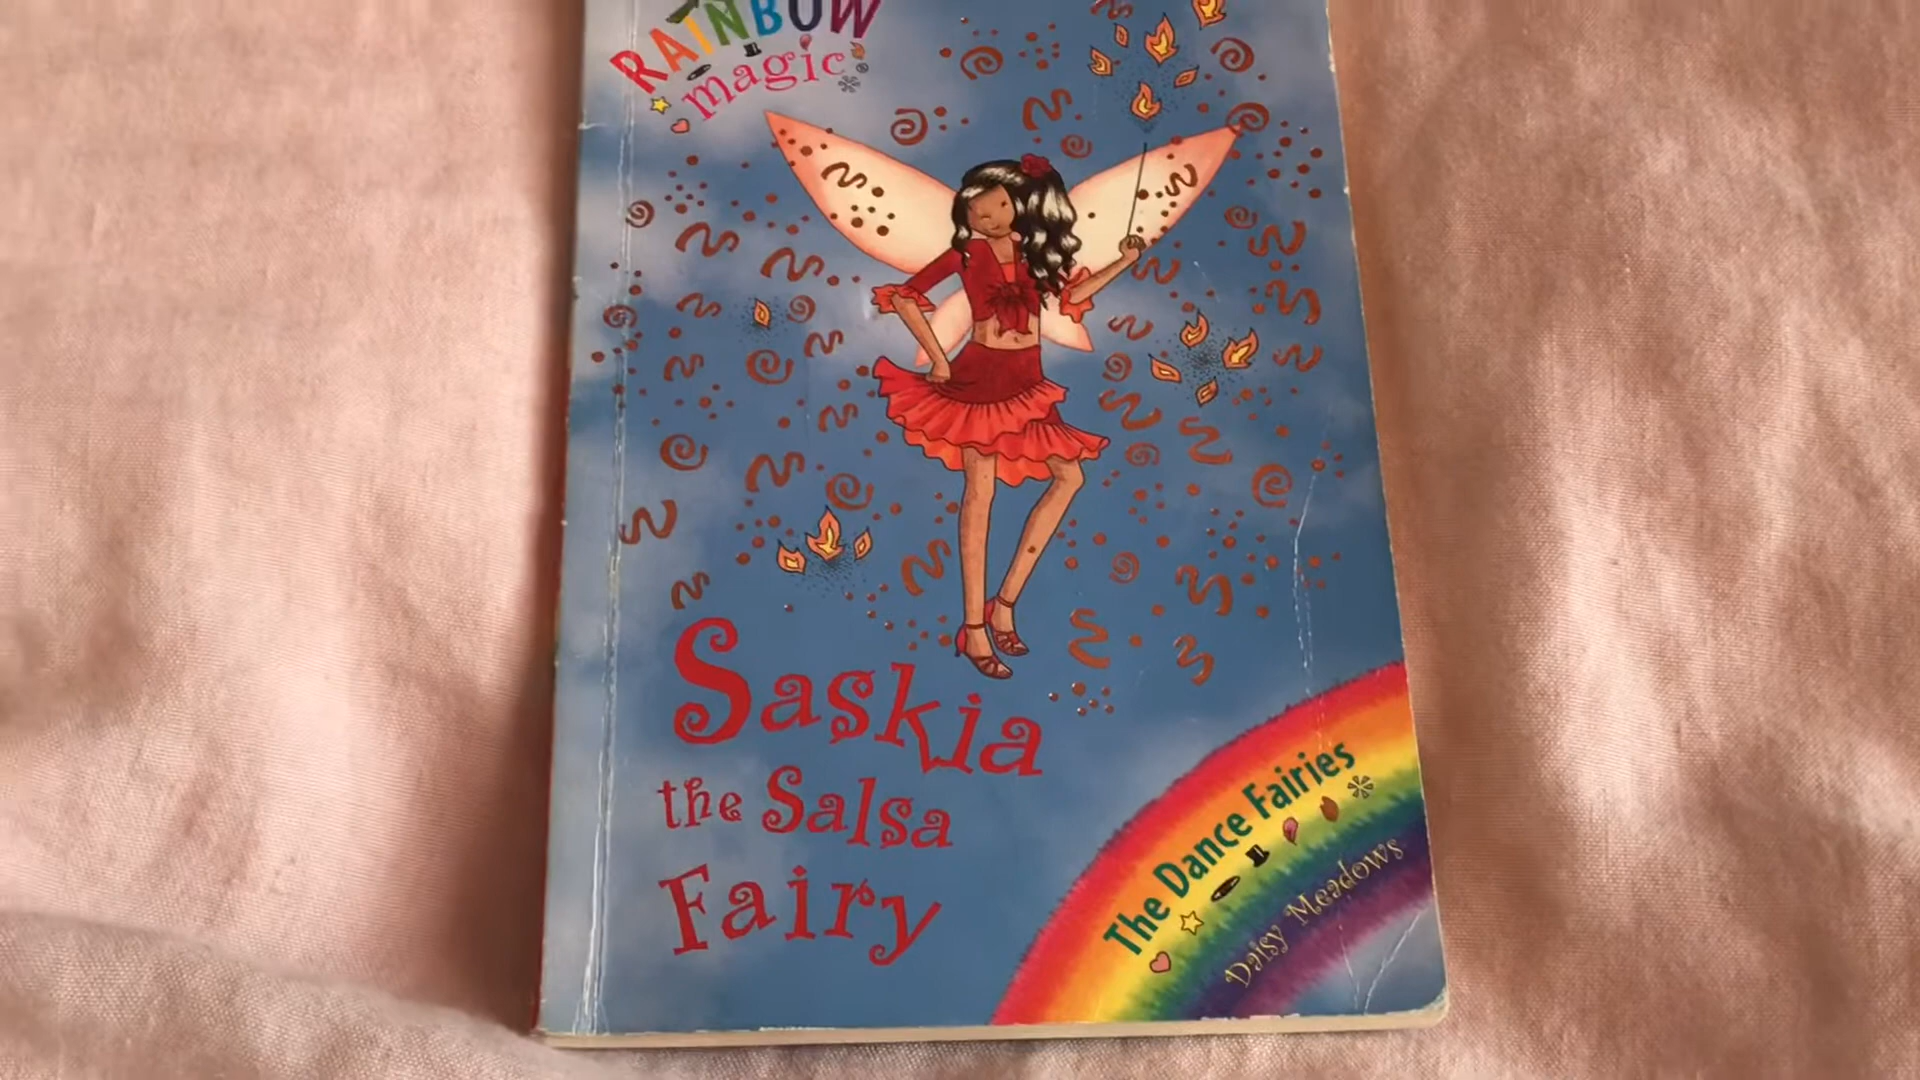 RAINBOW
magic
Saskia
the Salsa
Fairy
The Dance Fairies
Daisy Meadows